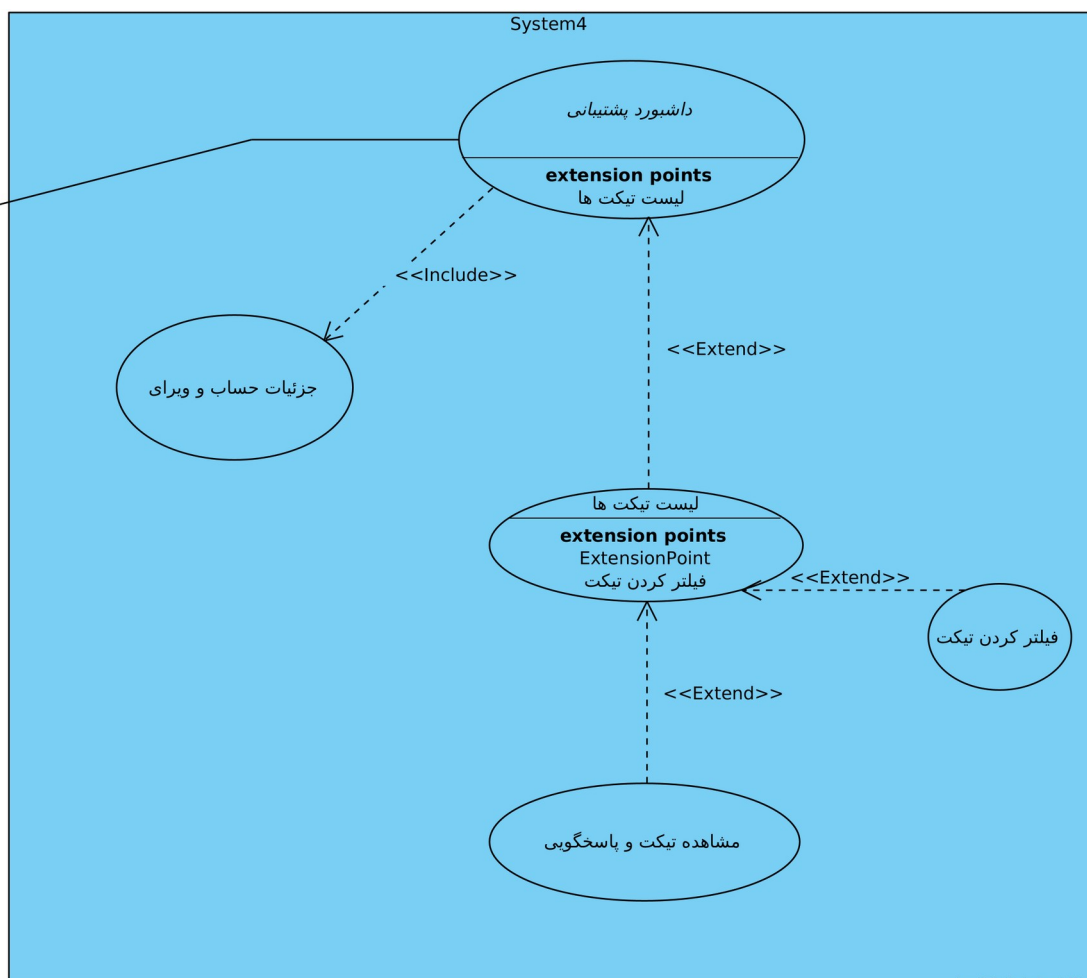 System4
داشبورد پشتیبانی
extension points
لیست تیکت ها
<<Include>>
<<Extend>>
جزئیات حساب و ویرای
لیست تیکت ها
extension points
ExtensionPoint
فیلتر کردن تیکت
<<Extend>>
فیلتر کردن تیکت
<<Extend>>
مشاهده تیکت و پاسخگویی